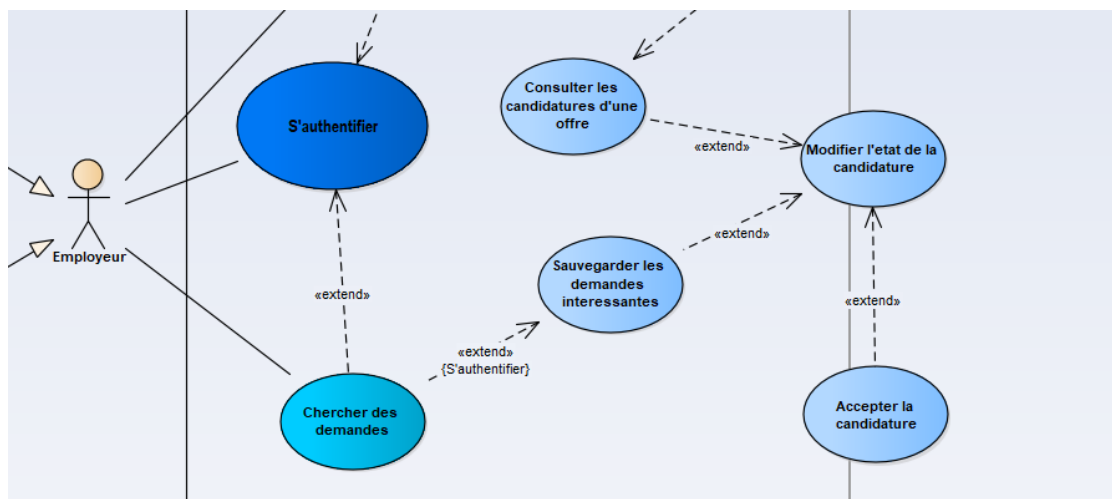 Consulter les
candidatures d'une
offre
S'authentifier
«extend»
Modifier l'etat de la
candidature
Employeur
«extend»
Sauvegarder les
demandes
interessantes
«extend»
«extend»
«extend»
{S'authentifier}
Chercher des
demandes
Accepter la
candidature